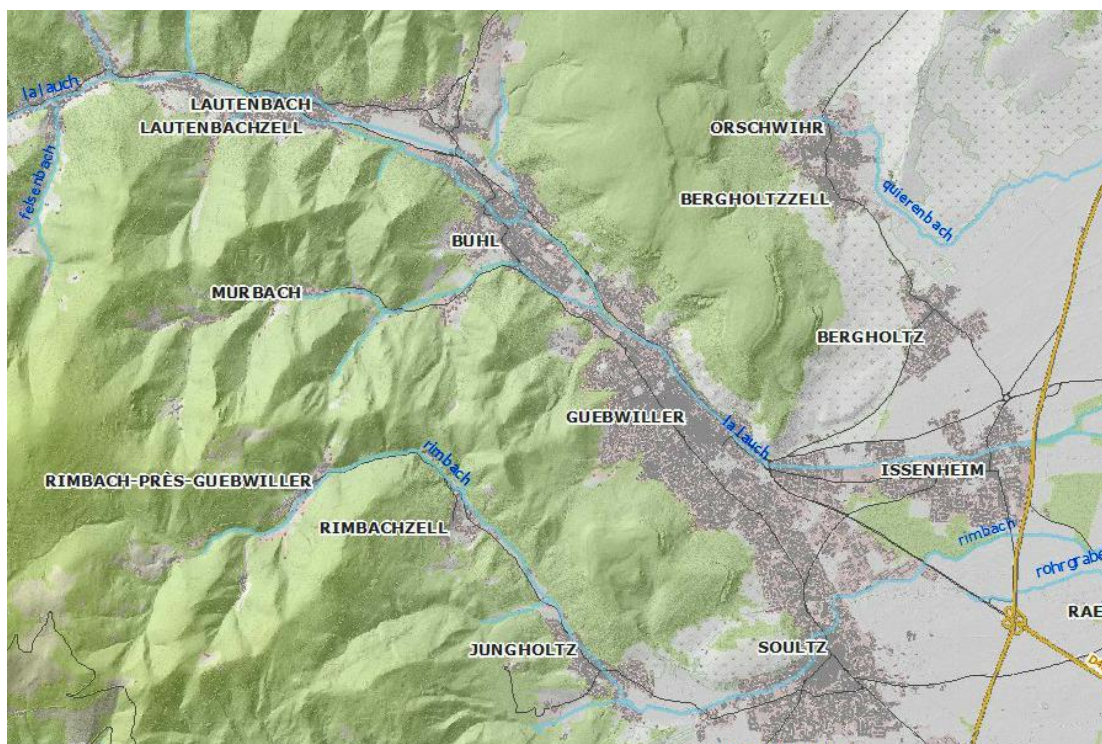 la lauch
LAUTENBACH
LAUTENBACHZELL
ORSCHWIHR
felsenbach
BERGHOLTZZELL
quierenbach
BUHL
MURBACH
BERGHOLTZ
GUEBWILLER
la lauch
rimbach
ISSENHEIM
RIMBACH-PRÈS-GUEBWILLER
RIMBACHZELL
rimbach
rohrgrabe
RAE
JUNGHOLTZ
SOULTZ